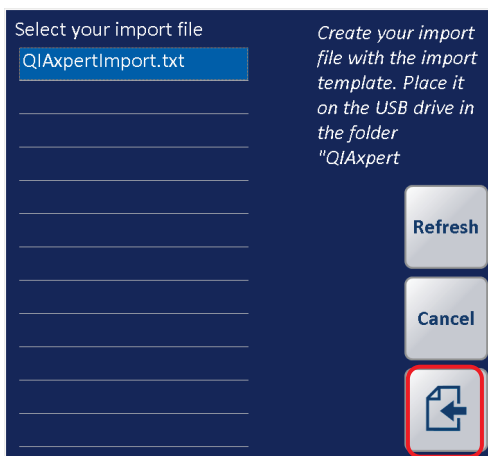 Select your import file
QIAxpertImport.txt
Create your import
file with the import
template. Place it
on the USB drive in
the folder
"QIAxpert
Refresh
Cancel